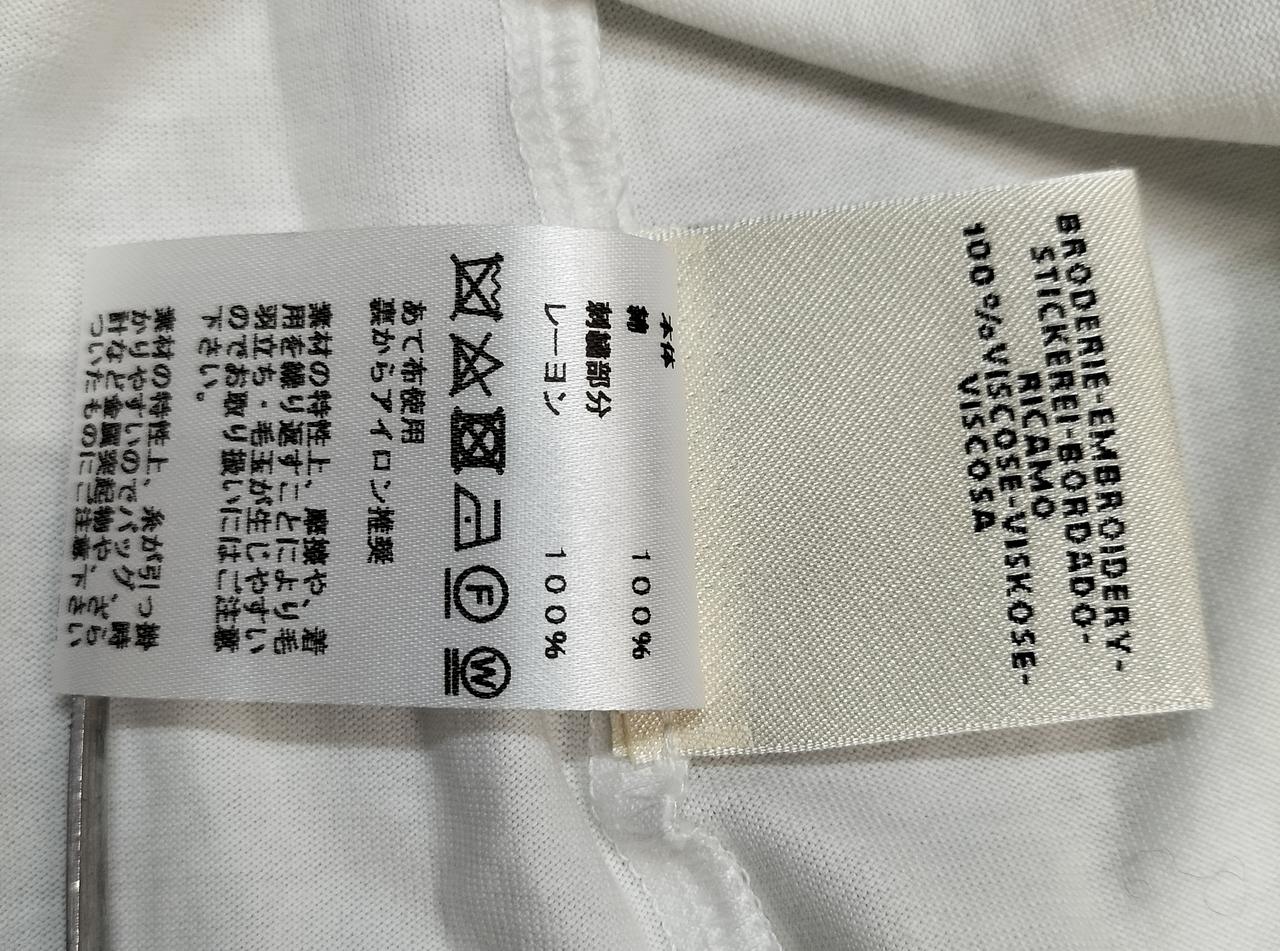 BRODERIE-EMBROIDERY-
STICKEREI-BORDADO-
RICAMO
100%VISCOSE-VISKOSE-
VISCOSA
本体
綿 100%
刺繍部分
レーヨン 100%
F W
あて布使用
裏からアイロン推奨
素材の特性上、摩擦や、着
用を繰り返すことにより毛
羽立ち・毛玉が生じやすい
のでお取り扱いにはご注意
下さい。
素材の特性上、糸が引っ掛
かりやすいのでバッグ、時
計など金属突起物や、ざら
ついたものにご注意下さい